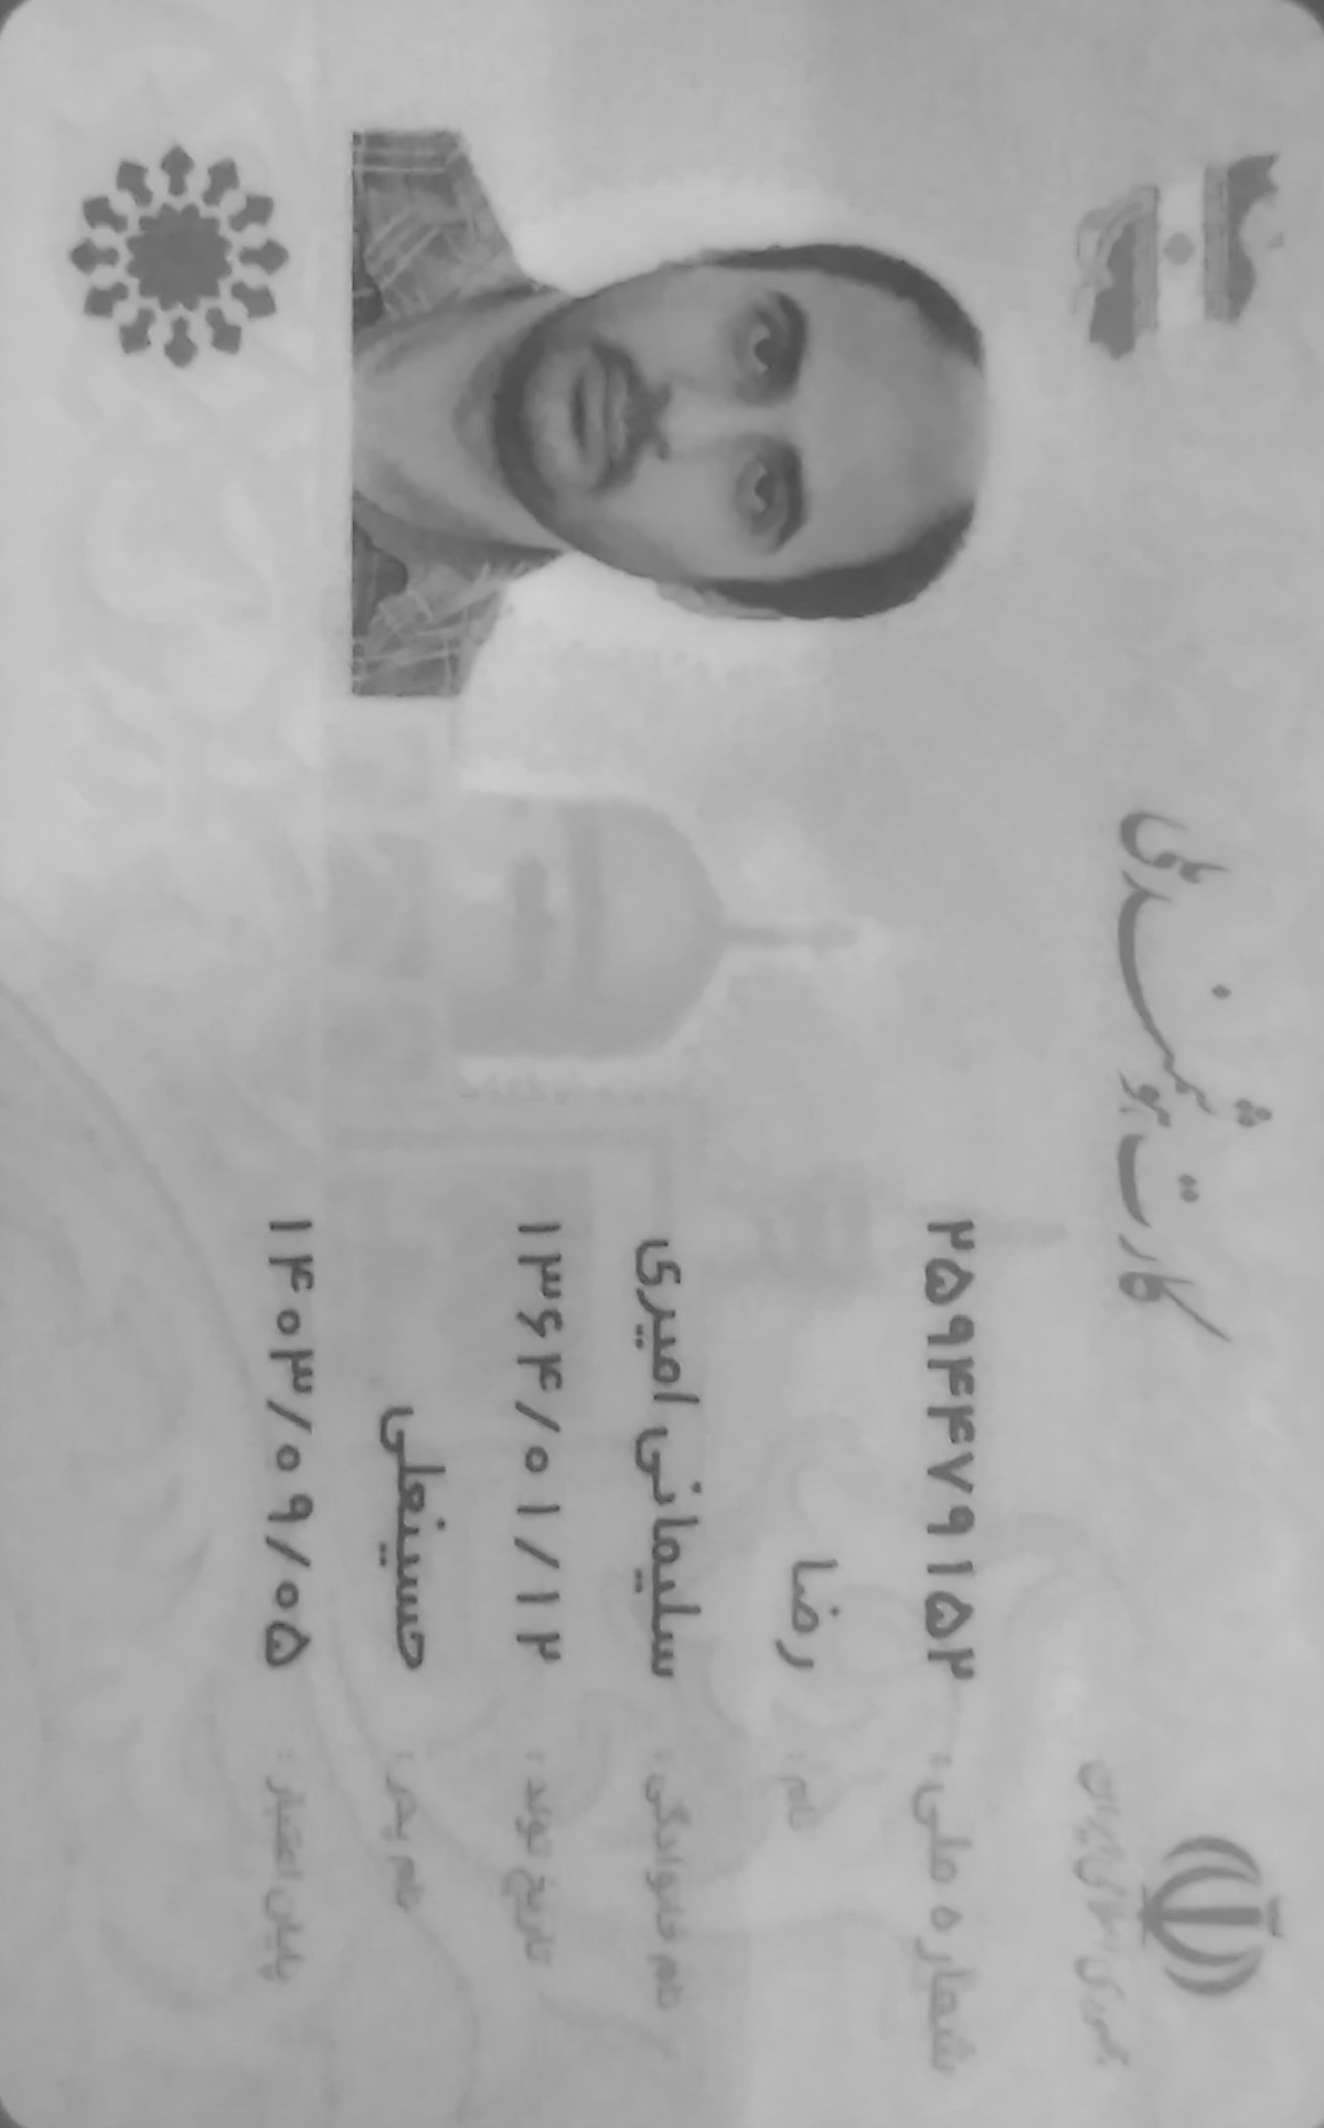 جمهوری اسلامی ایران
کارت هوشمند ملی
شماره ملی : ۲۵۹۴۴۷۹۱۵۲
نام : رضا
نام خانوادگی : سلیمانی امیری
تاریخ تولد : ۱۳۶۴/۰۱/۱۲
نام پدر : حسینعلی
پایان اعتبار : ۱۴۰۳/۰۹/۰۵